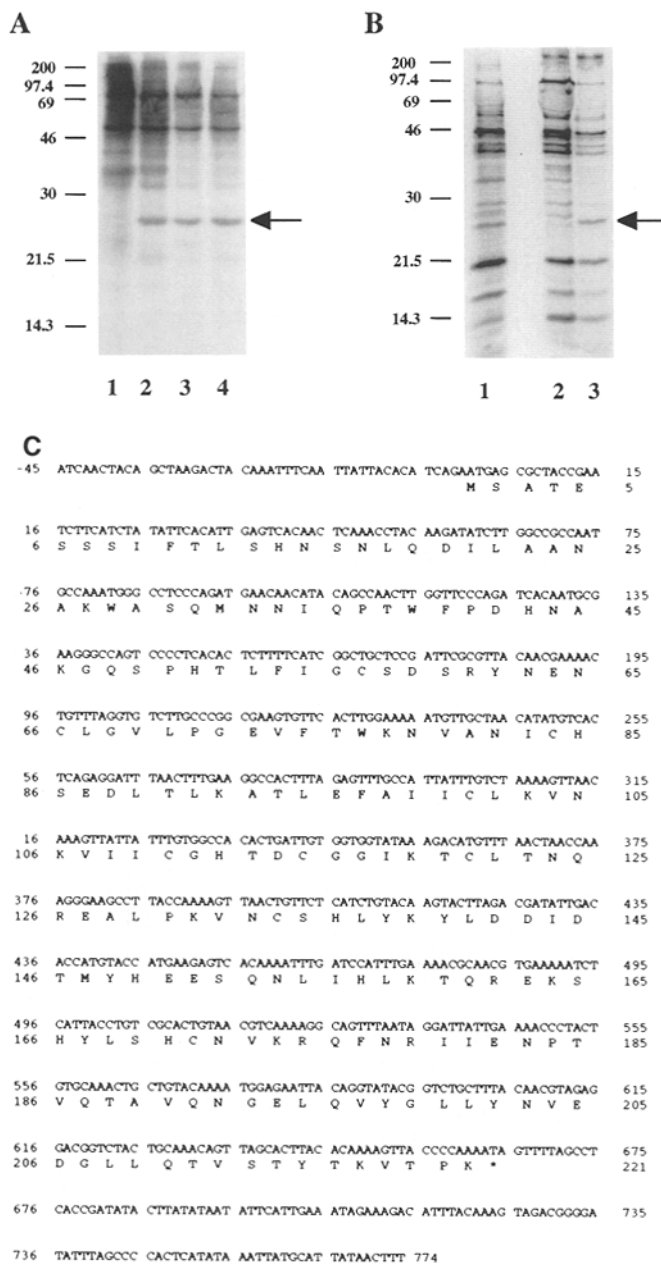 A B
200
97.4
69
46
30
21.5
14.3
1 2 3 4
200
97.4
69
46
30
21.5
14.3
1 2 3
C
-45 ATCAACTACA GCTAAGACTA CAAATTTCAA TTATTACACA TCAGAATGAG CGCTACCGAA 15
M S A T E 5
16 TCTTCATCTA TATTCACATT GAGTCACAAC TCAAACCTAC AAGATATCTT GGCCGCCAAT 75
6 S S S I F T L S H N S N L Q D I L A A N 25
76 GCCAAATGGG CCTCCCAGAT GAACAACATA CAGCCAACTT GGTTCCCAGA TCACAATGCG 135
26 A K W A S Q M N N I Q P T W F P D H N A 45
36 AAGGGCCAGT CCCCTCACAC TCTTTTCATC GGCTGCTCCG ATTCGCGTTA CAACGAAAAC 195
46 K G Q S P H T L F I G C S D S R Y N E N 65
96 TGTTTAGGTG TCTTGCCCGG CGAAGTGTTC ACTTGGAAAA ATGTTGCTAA CATATGTCAC 255
66 C L G V L P G E V F T W K N V A N I C H 85
56 TCAGAGGATT TAACTTTGAA GGCCACTTTA GAGTTTGCCA TTATTTGTCT AAAAGTTAAC 315
86 S E D L T L K A T L E F A I I C L K V N 105
16 AAAGTTATTA TTTGTGGCCA CACTGATTGT GGTGGTATAA AGACATGTTT AACTAACCAA 375
106 K V I I C G H T D C G G I K T C L T N Q 125
376 AGGGAAGCCT TACCAAAAGT TAACTGTTCT CATCTGTACA AGTACTTAGA CGATATTGAC 435
126 R E A L P K V N C S H L Y K Y L D D I D 145
436 ACCATGTACC ATGAAGAGTC ACAAAATTTG ATCCATTTGA AAACGCAACG TGAAAAATCT 495
146 T M Y H E E S Q N L I H L K T Q R E K S 165
496 CATTACCTGT CGCACTGTAA CGTCAAAAGG CAGTTTAATA GGATTATTGA AAACCCTACT 555
166 H Y L S H C N V K R Q F N R I I E N P T 185
556 GTGCAAACTG CTGTACAAAA TGGAGAATTA CAGGTATACG GTCTGCTTTA CAACGTAGAG 615
186 V Q T A V Q N G E L Q V Y G L L Y N V E 205
616 GACGGTCTAC TGCAAACAGT TAGCACTTAC ACAAAAGTTA CCCCAAAATA GTTTTAGCCT 675
206 D G L L Q T V S T Y T K V T P K * 221
676 CACCGATATA CTTATATAAT ATTCATTGAA ATAGAAAGAC ATTTACAAAG TAGACGGGGA 735
736 TATTTAGCCC CACTCATATA AATTATGCAT TATAACTTT 774